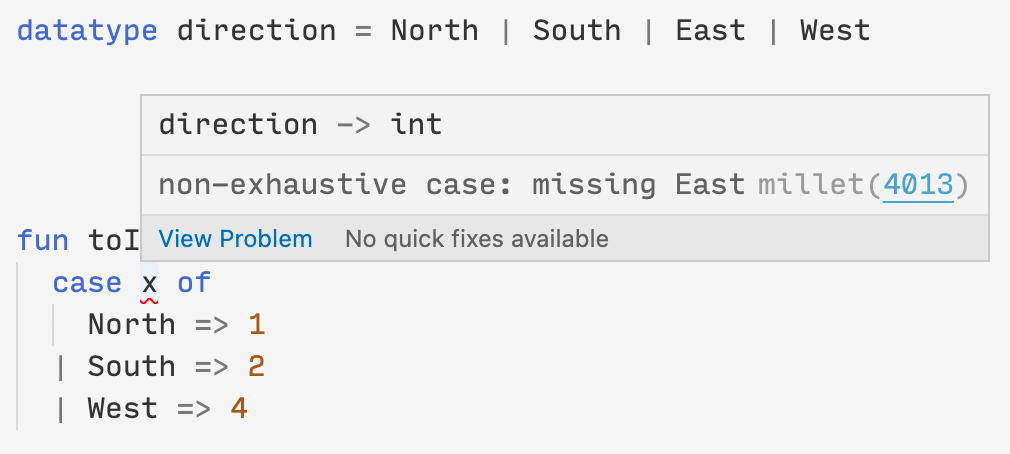 datatype direction = North | South | East | West
direction -> int
non-exhaustive case: missing East millet(4013)
View Problem No quick fixes available
fun toI
case x of
North => 1
| South => 2
| West => 4